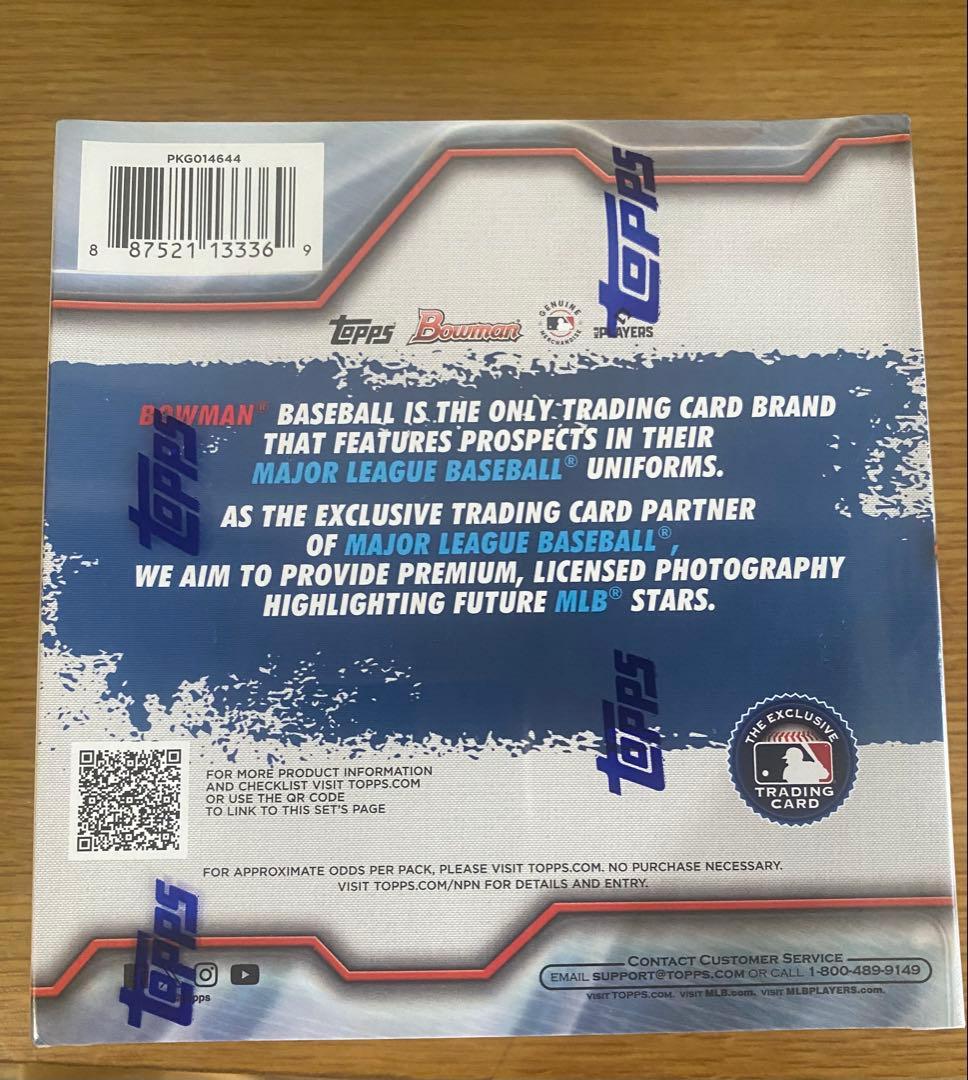 PKG014644
8 87521 13336 9
topps
topps Bowman GENUINE MERCHANDISE PLAYERS
BOWMAN® BASEBALL IS THE ONLY TRADING CARD BRAND
THAT FEATURES PROSPECTS IN THEIR
MAJOR LEAGUE BASEBALL® UNIFORMS.
topps
AS THE EXCLUSIVE TRADING CARD PARTNER
OF MAJOR LEAGUE BASEBALL®,
WE AIM TO PROVIDE PREMIUM, LICENSED PHOTOGRAPHY
HIGHLIGHTING FUTURE MLB® STARS.
topps
THE EXCLUSIVE
TRADING
CARD
FOR MORE PRODUCT INFORMATION
AND CHECKLIST VISIT TOPPS.COM
OR USE THE QR CODE
TO LINK TO THIS SET'S PAGE
FOR APPROXIMATE ODDS PER PACK, PLEASE VISIT TOPPS.COM. NO PURCHASE NECESSARY.
VISIT TOPPS.COM/NPN FOR DETAILS AND ENTRY.
topps
CONTACT CUSTOMER SERVICE
EMAIL SUPPORT@TOPPS.COM OR CALL 1-800-489-9149
VISIT TOPPS.COM. VISIT MLB.com. VISIT MLBPLAYERS.com.